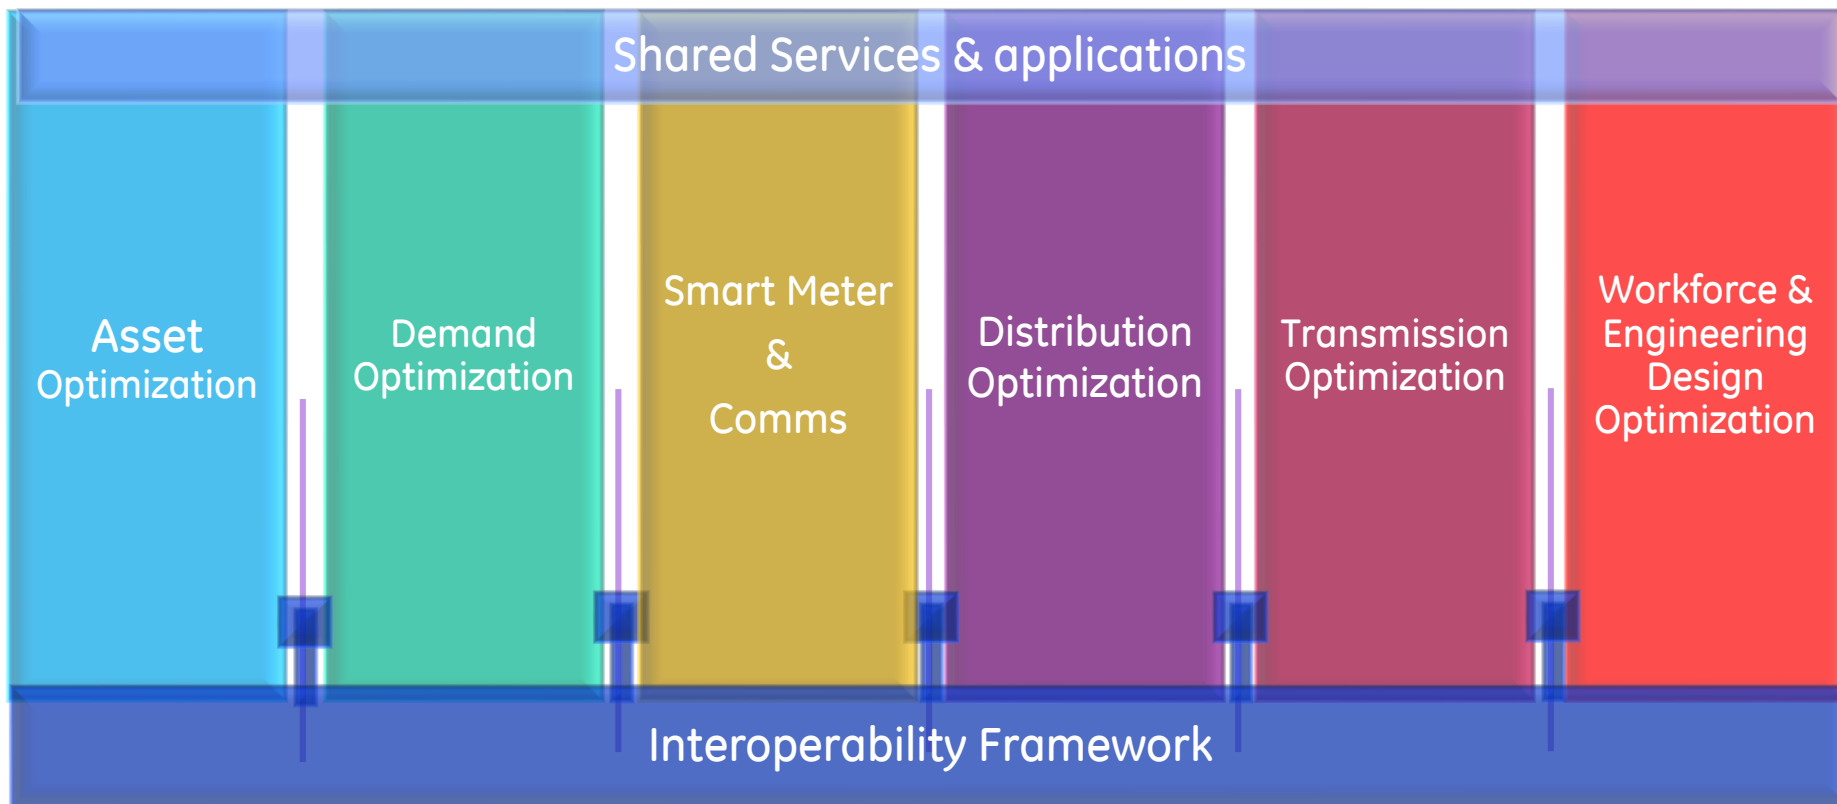 Shared Services & applications
Asset
Optimization
Demand
Optimization
Smart Meter
&
Comms
Distribution
Optimization
Transmission
Optimization
Workforce &
Engineering
Design
Optimization
Interoperability Framework